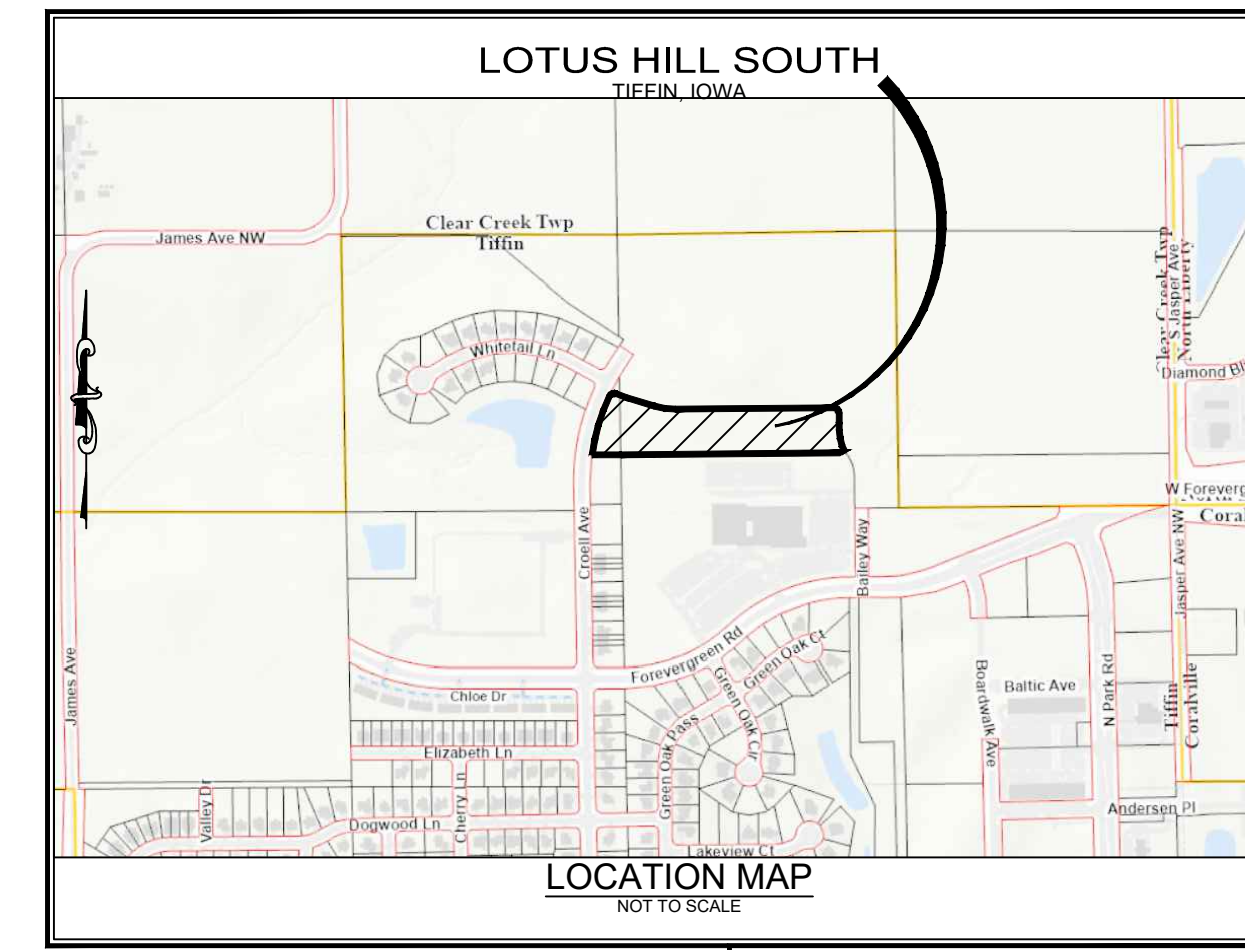 LOTUS HILL SOUTH
TIFFIN, IOWA
Clear Creek Twp
Tiffin
James Ave NW
Clear Creek Twp
North Liberty
S Jasper Ave
Whitetail Ln
Diamond Bl
W Foreverg
Coral
Croell Ave
Bailey Way
Jasper Ave NW
James Ave
Forevergreen Rd
Green Oak Ct
Chloe Dr
Green Oak Cir
Green Oak Pass
Boardwalk Ave
Baltic Ave
N Park Rd
Tiffin
Coralville
Elizabeth Ln
Valley Dr
Cherry Ln
Dogwood Ln
Andersen Pl
Lakeview Ct
LOCATION MAP
NOT TO SCALE